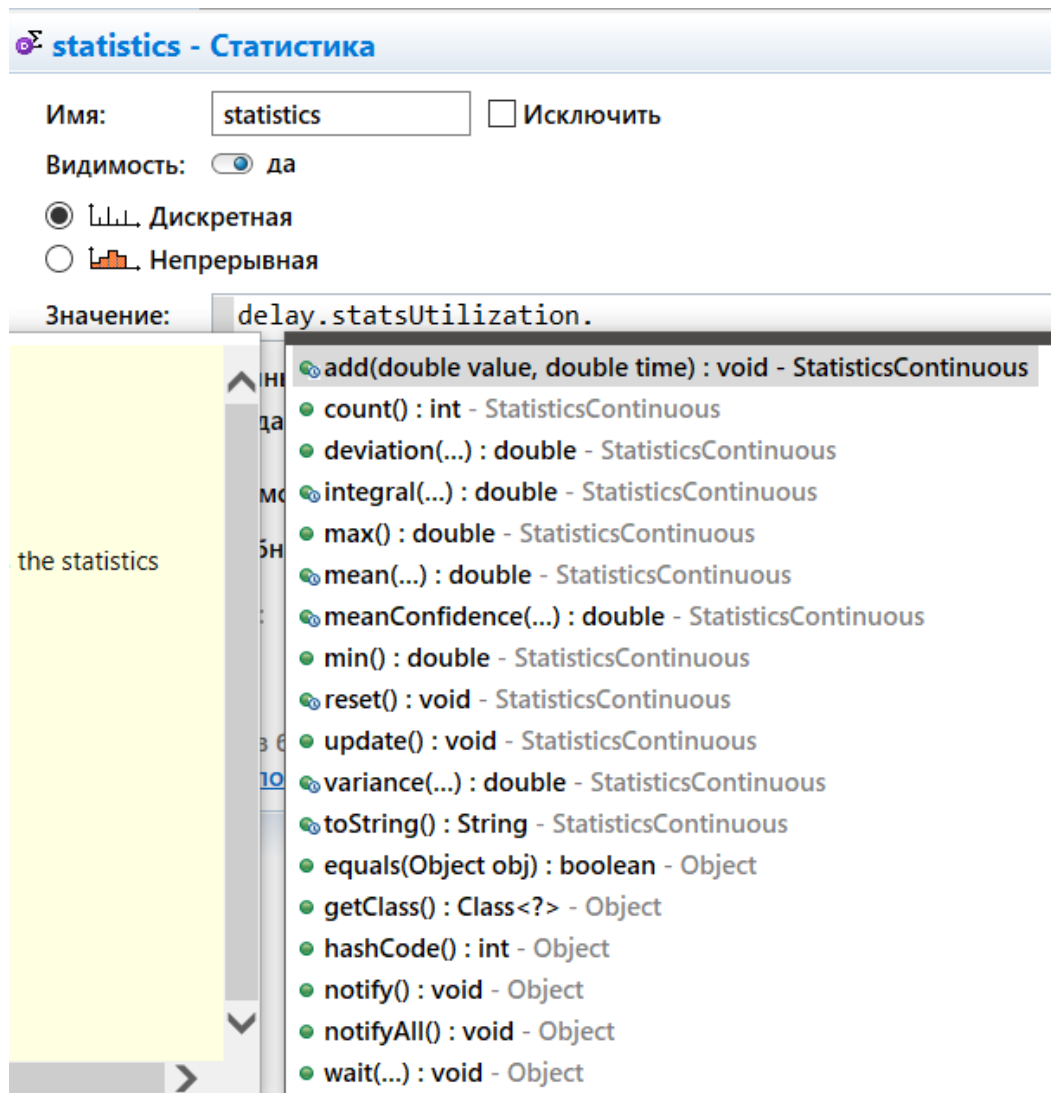 statistics - Статистика
Имя:
statistics
Исключить
Видимость:
да
Дискретная
Непрерывная
Значение:
delay.statsUtilization.
the statistics
add(double value, double time) : void - StatisticsContinuous
count() : int - StatisticsContinuous
deviation(...) : double - StatisticsContinuous
integral(...) : double - StatisticsContinuous
max() : double - StatisticsContinuous
mean(...) : double - StatisticsContinuous
meanConfidence(...) : double - StatisticsContinuous
min() : double - StatisticsContinuous
reset() : void - StatisticsContinuous
update() : void - StatisticsContinuous
variance(...) : double - StatisticsContinuous
toString() : String - StatisticsContinuous
equals(Object obj) : boolean - Object
getClass() : Class<?> - Object
hashCode() : int - Object
notify() : void - Object
notifyAll() : void - Object
wait(...) : void - Object